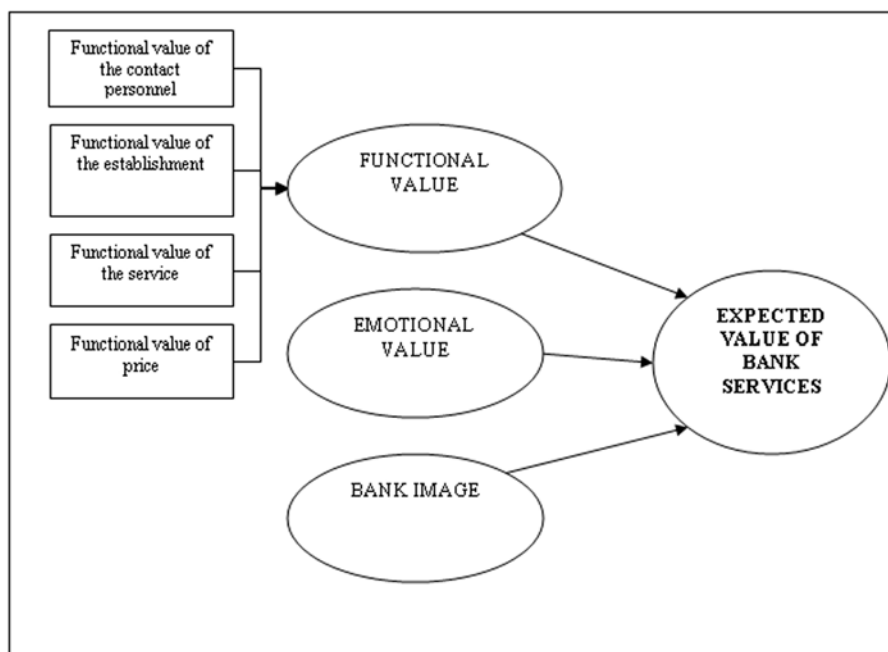 Functional value of
the contact
personnel
Functional value of
the establishment
Functional value of
the service
Functional value of
price
FUNCTIONAL
VALUE
EMOTIONAL
VALUE
BANK IMAGE
EXPECTED
VALUE OF
BANK
SERVICES